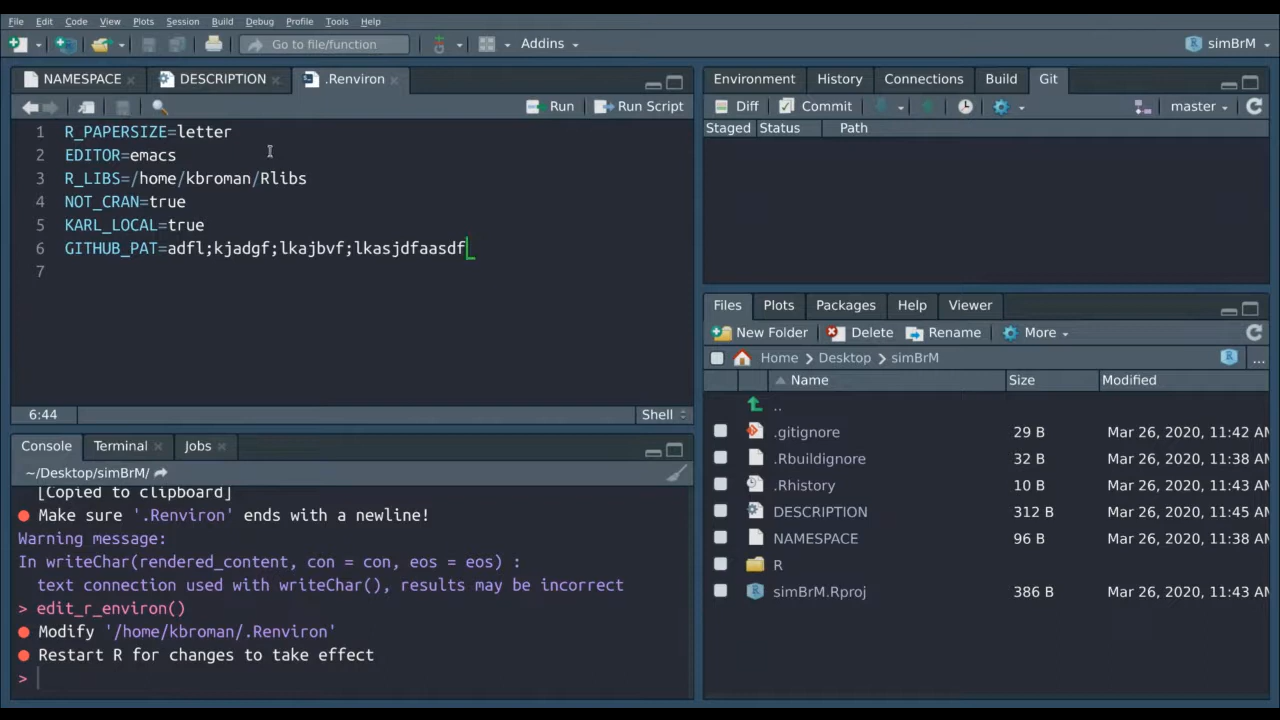 File Edit Code View Plots Session Build Debug Profile Tools Help
Go to file/function Addins simBrM
NAMESPACE DESCRIPTION .Renviron
Run Run Script
1 R_PAPERSIZE=letter
2 EDITOR=emacs
3 R_LIBS=/home/kbroman/Rlibs
4 NOT_CRAN=true
5 KARL_LOCAL=true
6 GITHUB_PAT=adfl;kjadgf;lkajbvf;lkasjdfaasdf
7
6:44 Shell
Console Terminal Jobs
~/Desktop/simBrM/
[Copied to clipboard]
Make sure '.Renviron' ends with a newline!
Warning message:
In writeChar(rendered_content, con = con, eos = eos) :
text connection used with writeChar(), results may be incorrect
> edit_r_environ()
Modify '/home/kbroman/.Renviron'
Restart R for changes to take effect
>
Environment History Connections Build Git
Diff Commit master
Staged Status Path
Files Plots Packages Help Viewer
New Folder Delete Rename More
Home Desktop simBrM ...
Name Size Modified
..
.gitignore 29 B Mar 26, 2020, 11:42 AM
.Rbuildignore 32 B Mar 26, 2020, 11:38 AM
.Rhistory 10 B Mar 26, 2020, 11:43 AM
DESCRIPTION 312 B Mar 26, 2020, 11:45 AM
NAMESPACE 96 B Mar 26, 2020, 11:38 AM
R
simBrM.Rproj 386 B Mar 26, 2020, 11:43 AM